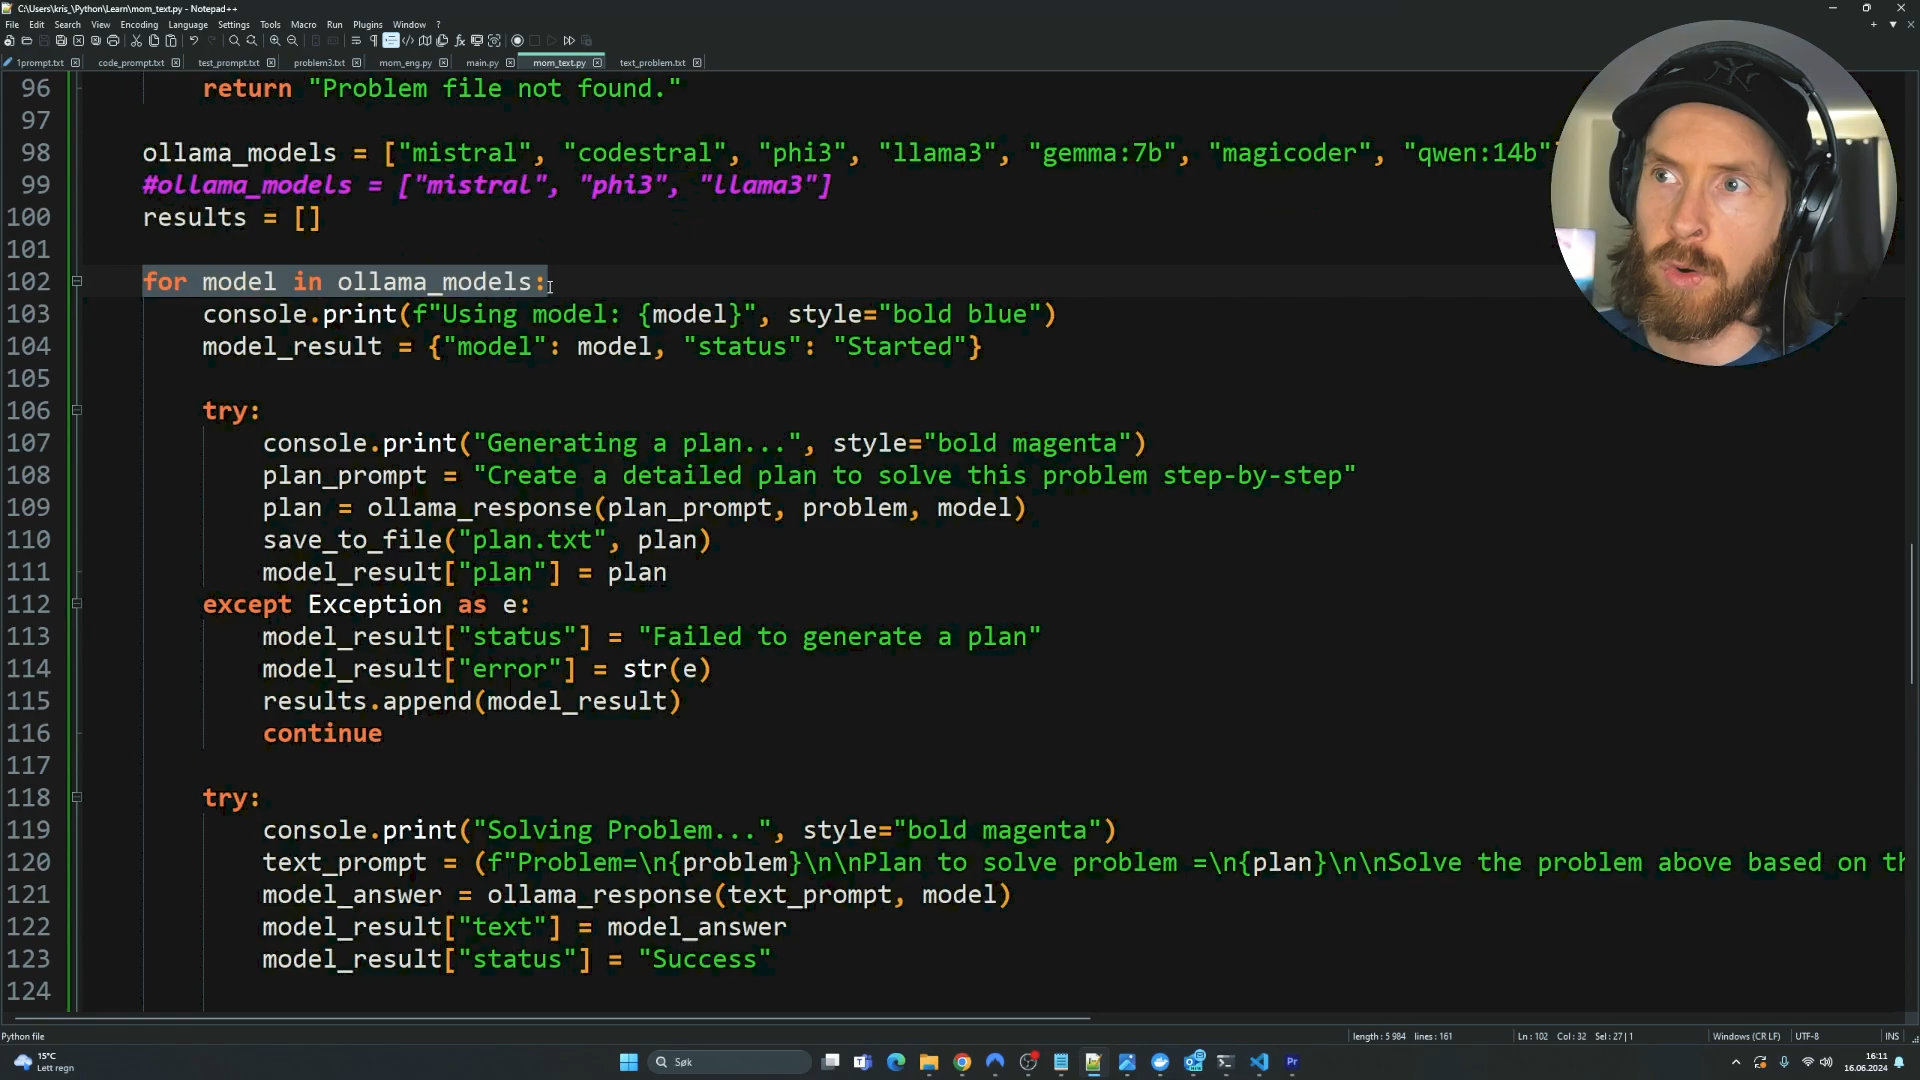 C:\Users\kris_\Python\Learn\mom_text.py - Notepad++
File Edit Search View Encoding Language Settings Tools Macro Run Plugins Window ?
1prompt.txt code_prompt.txt test_prompt.txt problem3.txt mom_eng.py main.py mom_text.py text_problem.txt
96 return "Problem file not found."
97
98 ollama_models = ["mistral", "codestral", "phi3", "llama3", "gemma:7b", "magicoder", "qwen:14b"
99 #ollama_models = ["mistral", "phi3", "llama3"]
100 results = []
101
102 for model in ollama_models:
103 console.print(f"Using model: {model}", style="bold blue")
104 model_result = {"model": model, "status": "Started"}
105
106 try:
107 console.print("Generating a plan...", style="bold magenta")
108 plan_prompt = "Create a detailed plan to solve this problem step-by-step"
109 plan = ollama_response(plan_prompt, problem, model)
110 save_to_file("plan.txt", plan)
111 model_result["plan"] = plan
112 except Exception as e:
113 model_result["status"] = "Failed to generate a plan"
114 model_result["error"] = str(e)
115 results.append(model_result)
116 continue
117
118 try:
119 console.print("Solving Problem...", style="bold magenta")
120 text_prompt = (f"Problem=\n{problem}\n\nPlan to solve problem =\n{plan}\n\nSolve the problem above based on th
121 model_answer = ollama_response(text_prompt, model)
122 model_result["text"] = model_answer
123 model_result["status"] = "Success"
124
Python file length : 5 984 lines : 161 Ln : 102 Col : 32 Sel : 27 | 1 Windows (CR LF) UTF-8 INS
15°C
Lett regn
Søk
16:11
16.06.2024